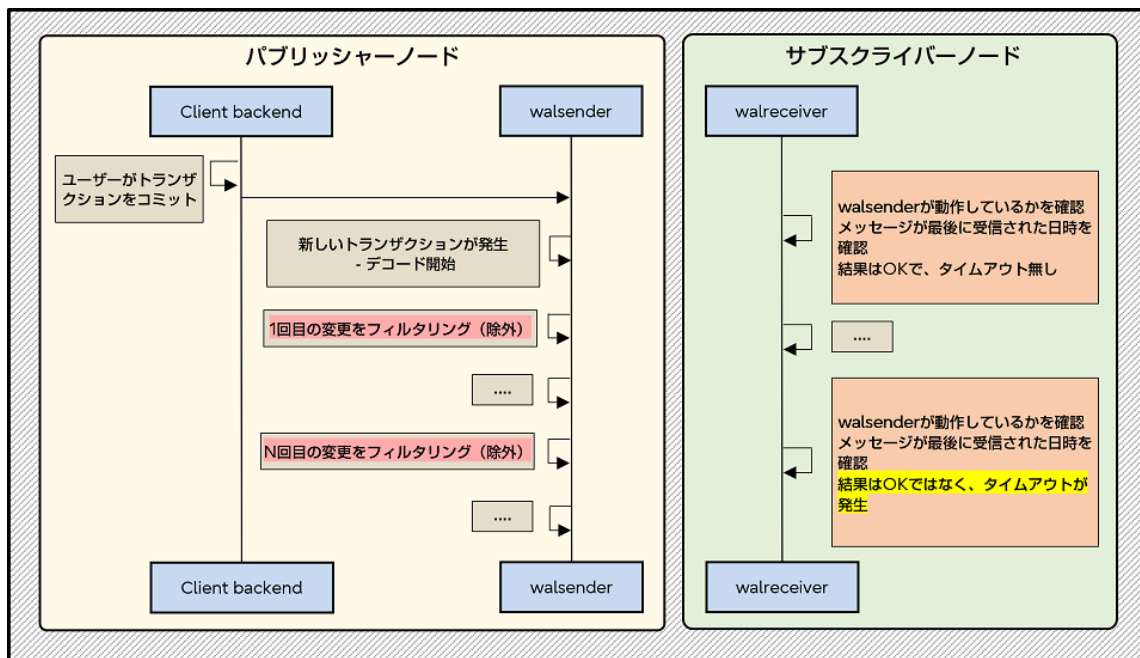 パブリッシャーノード
Client backend
walsender
ユーザーがトランザ
クションをコミット
新しいトランザクションが発生
- デコード開始
1回目の変更をフィルタリング（除外）
....
N回目の変更をフィルタリング（除外）
....
Client backend
walsender
サブスクライバーノード
walreceiver
walsenderが動作しているかを確認
メッセージが最後に受信された日時を
確認
結果はOKで、タイムアウト無し
....
walsenderが動作しているかを確認
メッセージが最後に受信された日時を
確認
結果はOKではなく、タイムアウトが
発生
walreceiver